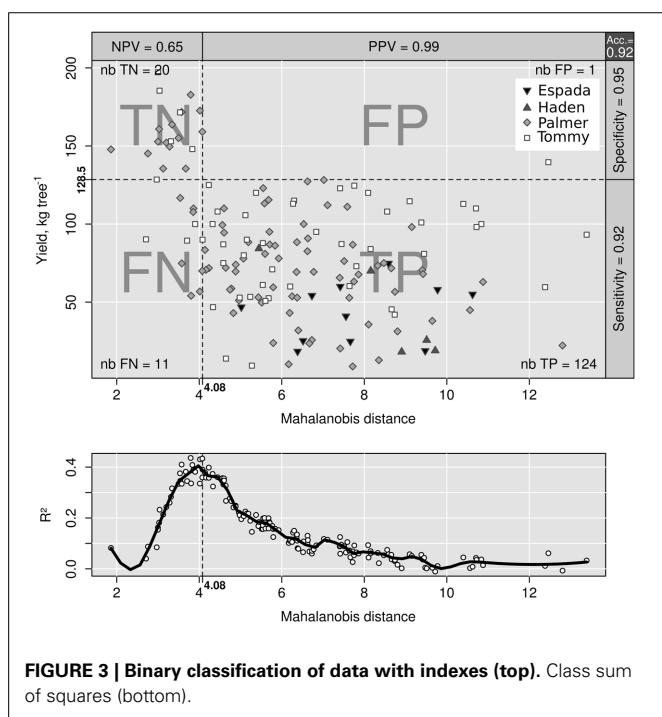 NPV = 0.65
PPV = 0.99
Acc.=
0.92
nb TN = 20
nb FP = 1
TN
FP
Espada
Haden
Palmer
Tommy
Specificity = 0.95
200
150
128.5
100
50
Yield, kg tree⁻¹
FN
TP
Sensitivity = 0.92
nb FN = 11
nb TP = 124
2
4
4.08
6
8
10
12
Mahalanobis distance
0.4
0.2
0.0
R²
2
4
4.08
6
8
10
12
Mahalanobis distance
FIGURE 3 | Binary classification of data with indexes (top). Class sum
of squares (bottom).